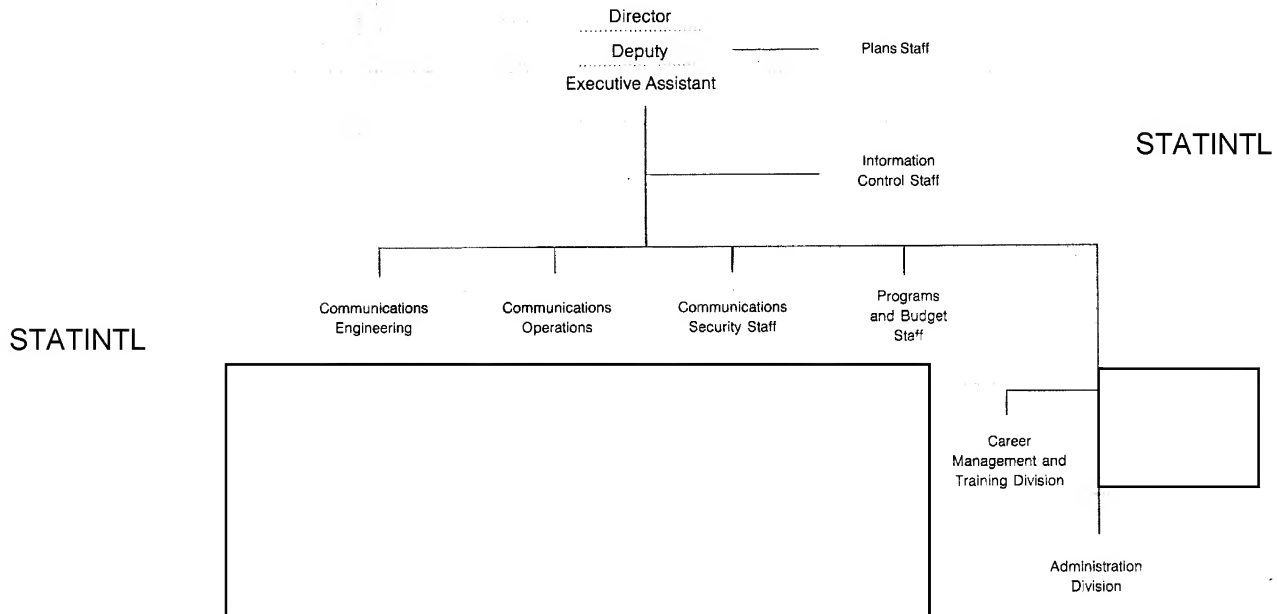 Director
Deputy
Plans Staff
Executive Assistant
STATINTL
Information
Control Staff
Communications
Engineering
Communications
Operations
Communications
Security Staff
Programs
and Budget
Staff
STATINTL
Career
Management and
Training Division
Administration
Division